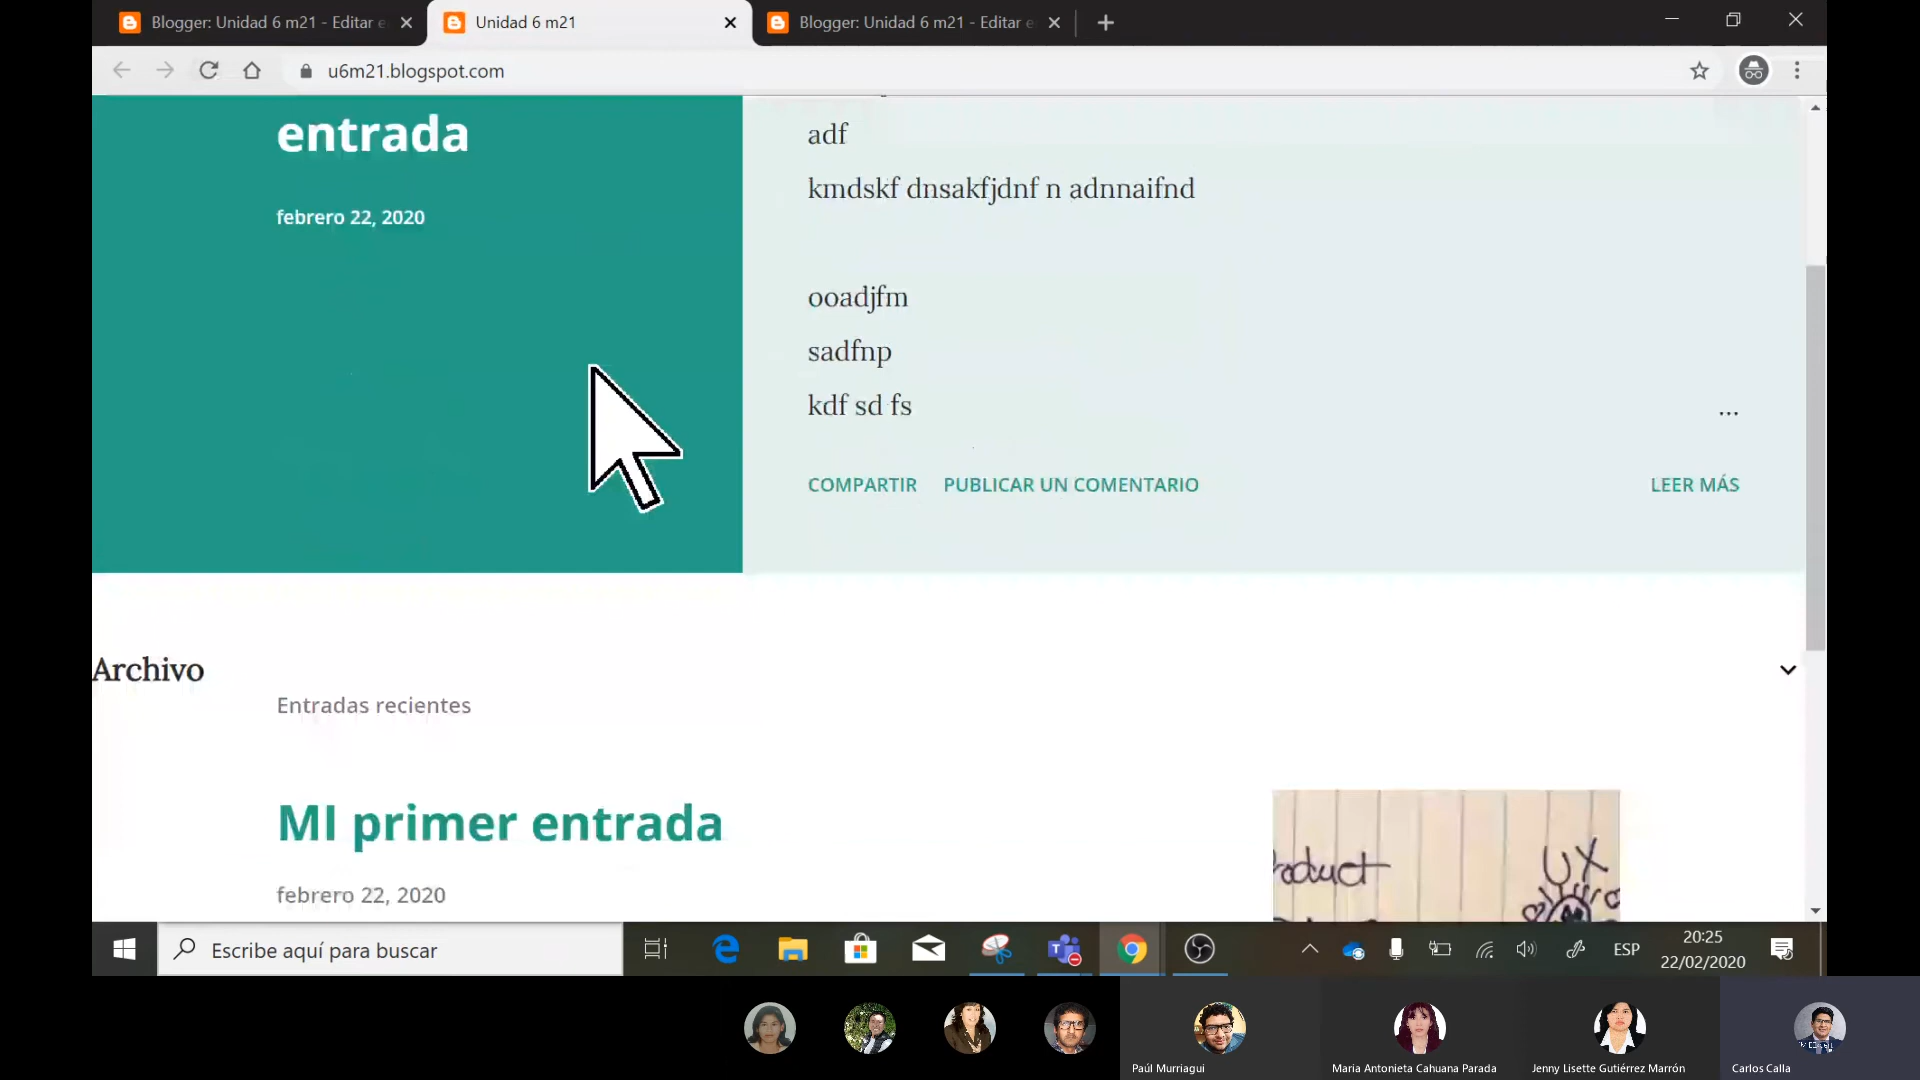 Blogger: Unidad 6 m21 - Editar e
Unidad 6 m21
Blogger: Unidad 6 m21 - Editar e
u6m21.blogspot.com
entrada
febrero 22, 2020
adf
kmdskf dnsakfjdnf n adnnaifnd
ooadjfm
sadfnp
kdf sd fs
...
COMPARTIR PUBLICAR UN COMENTARIO LEER MÁS
Archivo
Entradas recientes
MI primer entrada
febrero 22, 2020
roduct UX
Escribe aquí para buscar
ESP
20:25
22/02/2020
Paúl Murriagui
Maria Antonieta Cahuana Parada
Jenny Lisette Gutiérrez Marrón
Carlos Calla